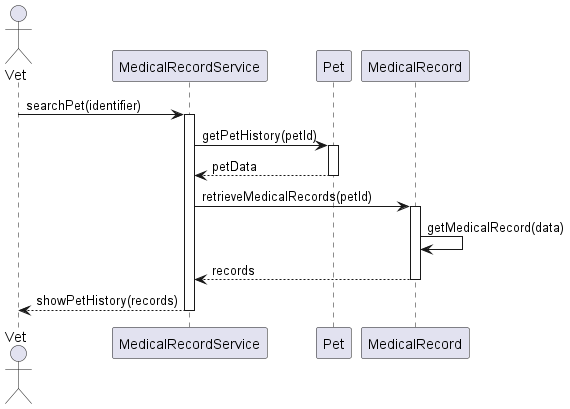 Vet
MedicalRecordService
Pet
MedicalRecord
searchPet(identifier)
getPetHistory(petId)
petData
retrieveMedicalRecords(petId)
getMedicalRecord(data)
records
showPetHistory(records)
Vet
MedicalRecordService
Pet
MedicalRecord